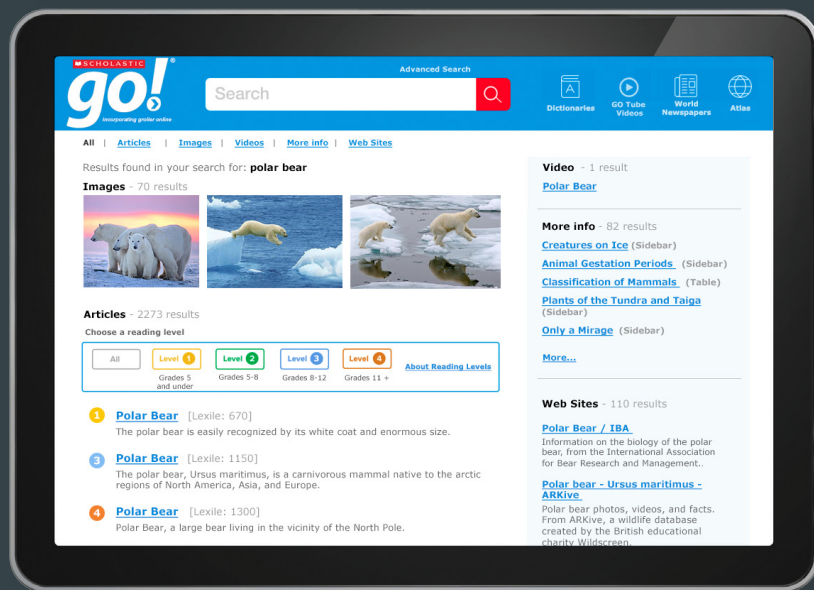 SCHOLASTIC
go!®
incorporating grolier online
Advanced Search
Search
Dictionaries
GO Tube
Videos
World
Newspapers
Atlas
All | Articles | Images | Videos | More info | Web Sites
Results found in your search for: polar bear
Images - 70 results
Articles - 2273 results
Choose a reading level
All
Level 1
Grades 5
and under
Level 2
Grades 5-8
Level 3
Grades 8-12
Level 4
Grades 11 +
About Reading Levels
1 Polar Bear [Lexile: 670]
The polar bear is easily recognized by its white coat and enormous size.
3 Polar Bear [Lexile: 1150]
The polar bear, Ursus maritimus, is a carnivorous mammal native to the arctic
regions of North America, Asia, and Europe.
4 Polar Bear [Lexile: 1300]
Polar Bear, a large bear living in the vicinity of the North Pole.
Video - 1 result
Polar Bear
More info - 82 results
Creatures on Ice (Sidebar)
Animal Gestation Periods (Sidebar)
Classification of Mammals (Table)
Plants of the Tundra and Taiga
(Sidebar)
Only a Mirage (Sidebar)
More...
Web Sites - 110 results
Polar Bear / IBA
Information on the biology of the polar
bear, from the International Association
for Bear Research and Management..
Polar bear - Ursus maritimus -
ARKive
Polar bear photos, videos, and facts.
From ARKive, a wildlife database
created by the British educational
charity Wildscreen.